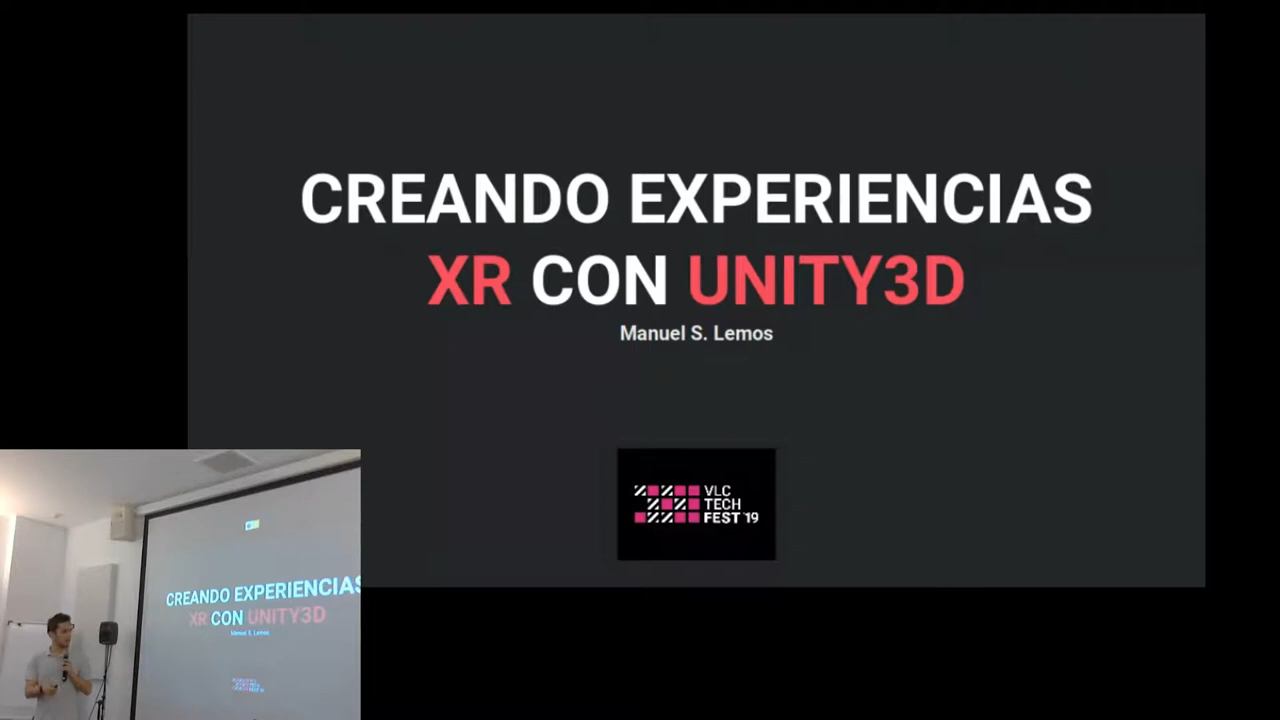 CREANDO EXPERIENCIAS
XR CON UNITY3D
Manuel S. Lemos
VLC
TECH
FEST '19
CREANDO EXPERIENCIAS
XR CON UNITY3D
Manuel S. Lemos